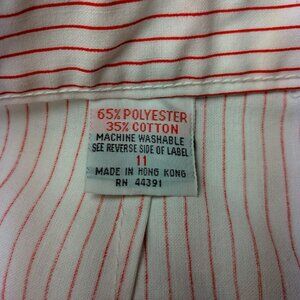 65% POLYESTER
35% COTTON
MACHINE WASHABLE
SEE REVERSE SIDE OF LABEL
11
MADE IN HONG KONG
RN 44391